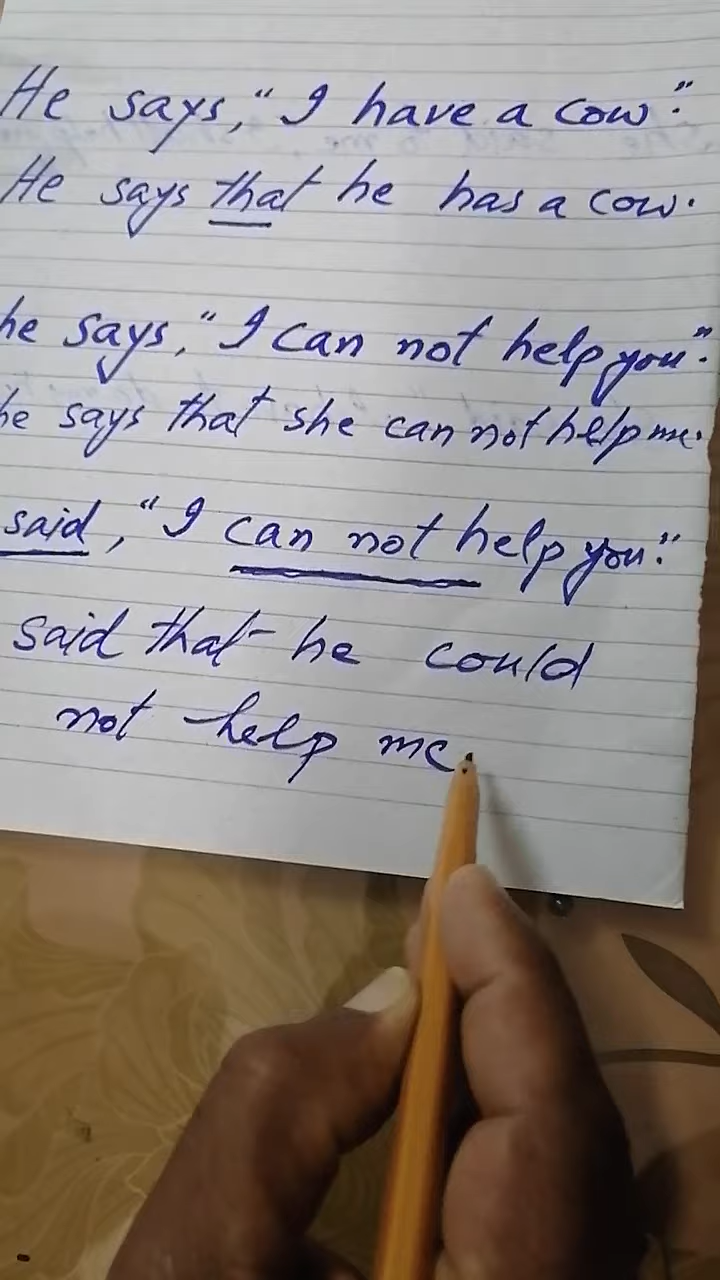 He says, "I have a cow".
He says that he has a cow.
he says, "I can not help you".
he says that she can not help me.
said, "I can not help you".
said that he could
not help me.